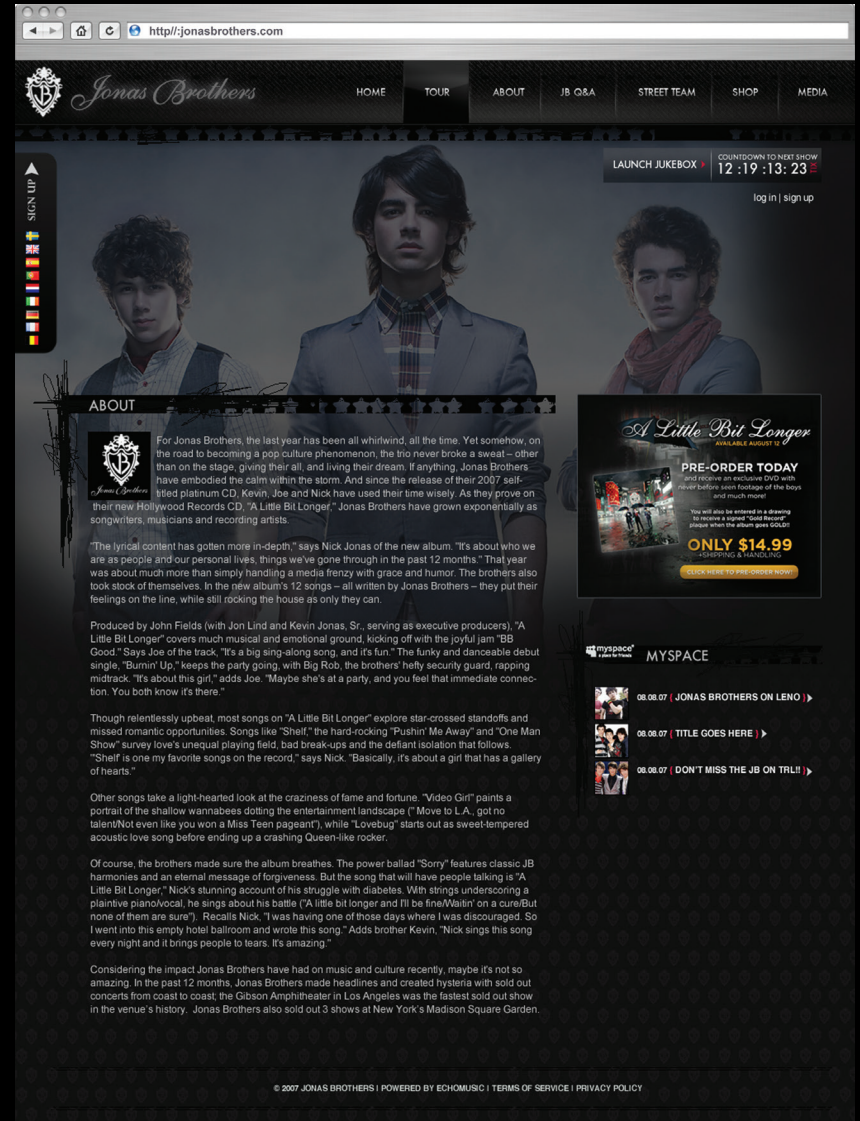 http//:jonasbrothers.com
JB
Jonas Brothers
HOME
TOUR
ABOUT
JB Q&A
STREET TEAM
SHOP
MEDIA
LAUNCH JUKEBOX
COUNTDOWN TO NEXT SHOW
12 :19 :13: 23
log in | sign up
SIGN UP
ABOUT
JB
Jonas Brothers
For Jonas Brothers, the last year has been all whirlwind, all the time. Yet somehow, on
the road to becoming a pop culture phenomenon, the trio never broke a sweat – other
than on the stage, giving their all, and living their dream. If anything, Jonas Brothers
have embodied the calm within the storm. And since the release of their 2007 self-
titled platinum CD, Kevin, Joe and Nick have used their time wisely. As they prove on
their new Hollywood Records CD, "A Little Bit Longer," Jonas Brothers have grown exponentially as
songwriters, musicians and recording artists.
"The lyrical content has gotten more in-depth," says Nick Jonas of the new album. "It's about who we
are as people and our personal lives, things we've gone through in the past 12 months." That year
was about much more than simply handling a media frenzy with grace and humor. The brothers also
took stock of themselves. In the new album's 12 songs – all written by Jonas Brothers – they put their
feelings on the line, while still rocking the house as only they can.
Produced by John Fields (with Jon Lind and Kevin Jonas, Sr., serving as executive producers), "A
Little Bit Longer" covers much musical and emotional ground, kicking off with the joyful jam "BB
Good." Says Joe of the track, "It's a big sing-along song, and it's fun." The funky and danceable debut
single, "Burnin' Up," keeps the party going, with Big Rob, the brothers' hefty security guard, rapping
midtrack. "It's about this girl," adds Joe. "Maybe she's at a party, and you feel that immediate connec-
tion. You both know it's there."
Though relentlessly upbeat, most songs on "A Little Bit Longer" explore star-crossed standoffs and
missed romantic opportunities. Songs like "Shelf," the hard-rocking "Pushin' Me Away" and "One Man
Show" survey love's unequal playing field, bad break-ups and the defiant isolation that follows.
"'Shelf' is one my favorite songs on the record," says Nick. "Basically, it's about a girl that has a gallery
of hearts."
Other songs take a light-hearted look at the craziness of fame and fortune. "Video Girl" paints a
portrait of the shallow wannabees dotting the entertainment landscape (" Move to L.A., got no
talent/Not even like you won a Miss Teen pageant"), while "Lovebug" starts out as sweet-tempered
acoustic love song before ending up a crashing Queen-like rocker.
Of course, the brothers made sure the album breathes. The power ballad "Sorry" features classic JB
harmonies and an eternal message of forgiveness. But the song that will have people talking is "A
Little Bit Longer," Nick's stunning account of his struggle with diabetes. With strings underscoring a
plaintive piano/vocal, he sings about his battle ("A little bit longer and I'll be fine/Waitin' on a cure/But
none of them are sure").  Recalls Nick, "I was having one of those days where I was discouraged. So
I went into this empty hotel ballroom and wrote this song." Adds brother Kevin, "Nick sings this song
every night and it brings people to tears. It's amazing."
Considering the impact Jonas Brothers have had on music and culture recently, maybe it's not so
amazing. In the past 12 months, Jonas Brothers made headlines and created hysteria with sold out
concerts from coast to coast; the Gibson Amphitheater in Los Angeles was the fastest sold out show
in the venue's history.  Jonas Brothers also sold out 3 shows at New York's Madison Square Garden.
A Little Bit Longer
AVAILABLE AUGUST 12
PRE-ORDER TODAY
and receive an exclusive DVD with
never before seen footage of the boys
and much more!
You will also be entered in a drawing
to receive a signed "Gold Record"
plaque when the album goes GOLD!!
ONLY $14.99
+SHIPPING & HANDLING
CLICK HERE TO PRE-ORDER NOW!
myspace
a place for friends
MYSPACE
08.08.07 ( JONAS BROTHERS ON LENO )
08.08.07 ( TITLE GOES HERE )
08.08.07 ( DON'T MISS THE JB ON TRL!! )
© 2007 JONAS BROTHERS | POWERED BY ECHOMUSIC | TERMS OF SERVICE | PRIVACY POLICY